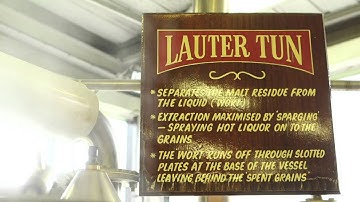 LAUTER TUN
* SEPARATES THE MALT RESIDUE FROM
THE LIQUID ('WORT')
* EXTRACTION MAXIMISED BY 'SPARGING'
– SPRAYING HOT LIQUOR ON TO THE
GRAINS
* THE WORT RUNS OFF THROUGH SLOTTED
PLATES AT THE BASE OF THE VESSEL
LEAVING BEHIND THE SPENT GRAINS